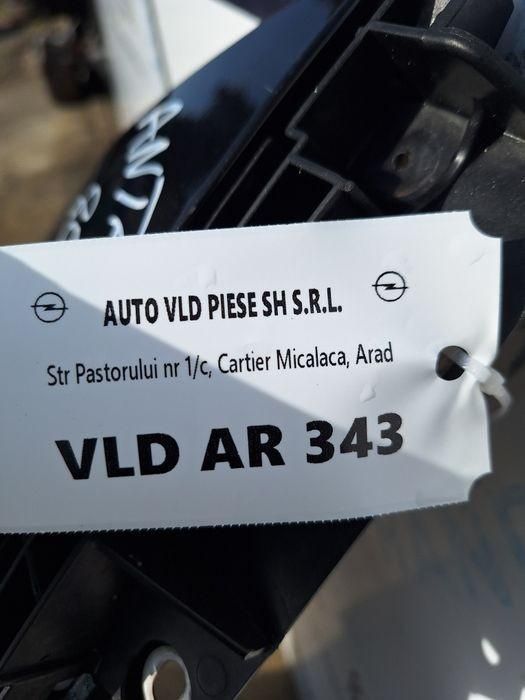 AUTO VLD PIESE SH S.R.L.
Str Pastorului nr 1/c, Cartier Micalaca, Arad
VLD AR 343